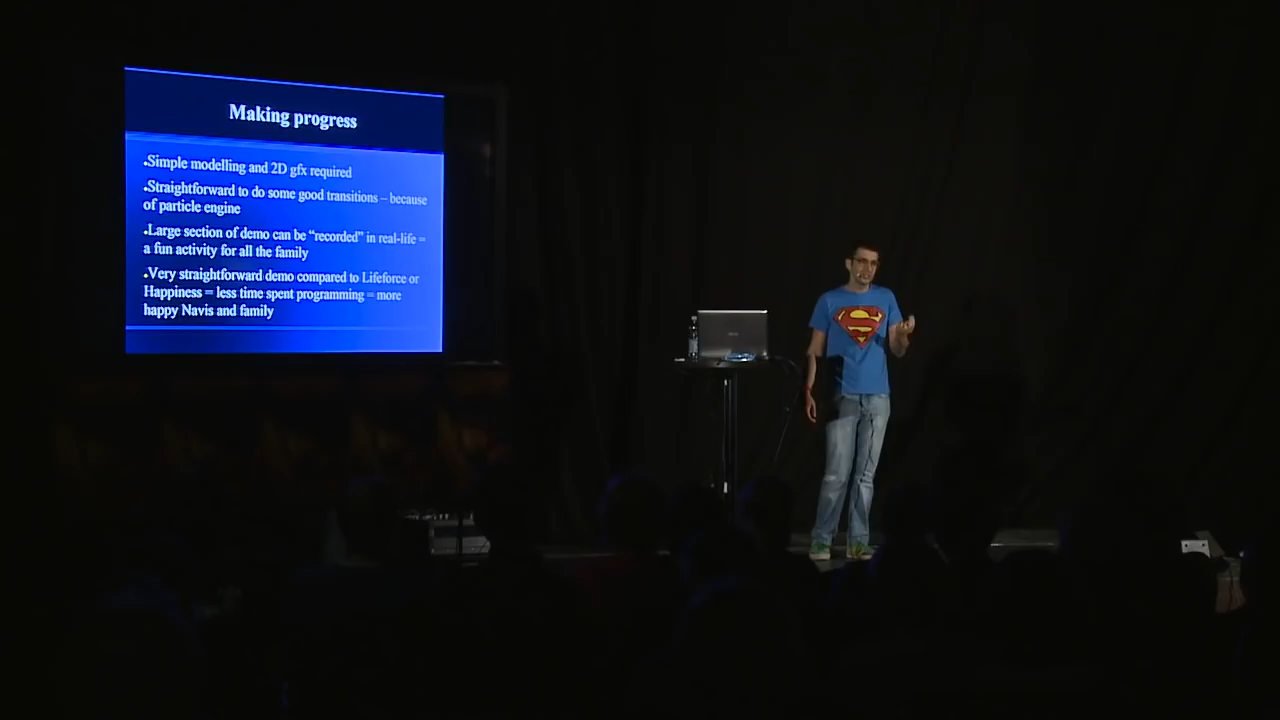 Making progress
.Simple modelling and 2D gfx required
.Straightforward to do some good transitions – because
of particle engine
.Large section of demo can be “recorded” in real-life =
a fun activity for all the family
.Very straightforward demo compared to Lifeforce or
Happiness = less time spent programming = more
happy Navis and family
S